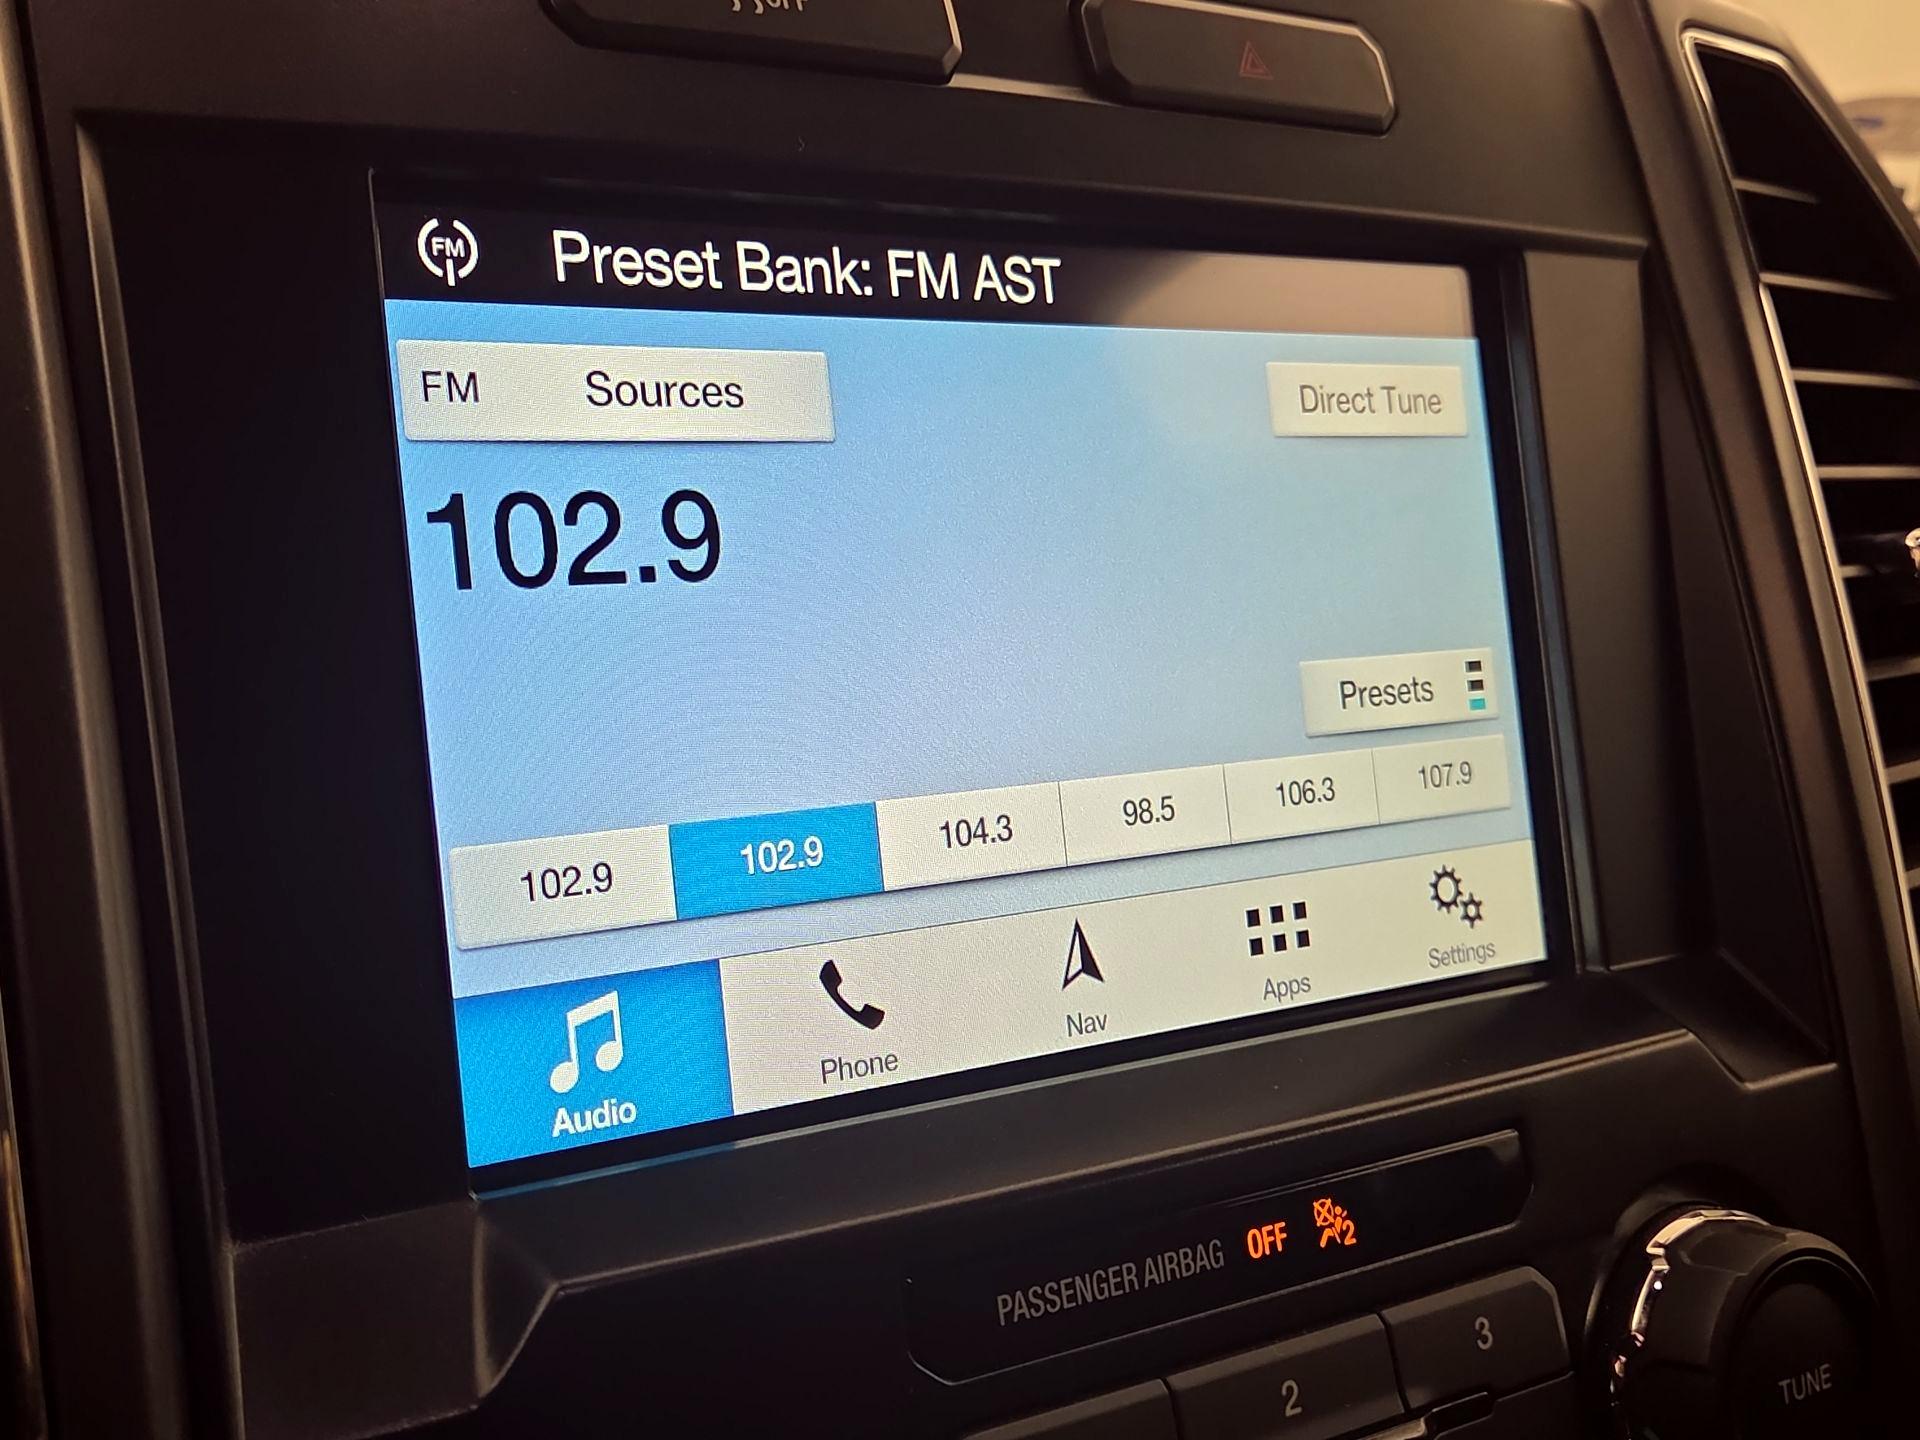 FM
Preset Bank: FM AST
FM Sources
Direct Tune
102.9
Presets
102.9 102.9 104.3 98.5 106.3 107.9
Audio Phone Nav Apps Settings
PASSENGER AIRBAG OFF 2
2 3
TUNE